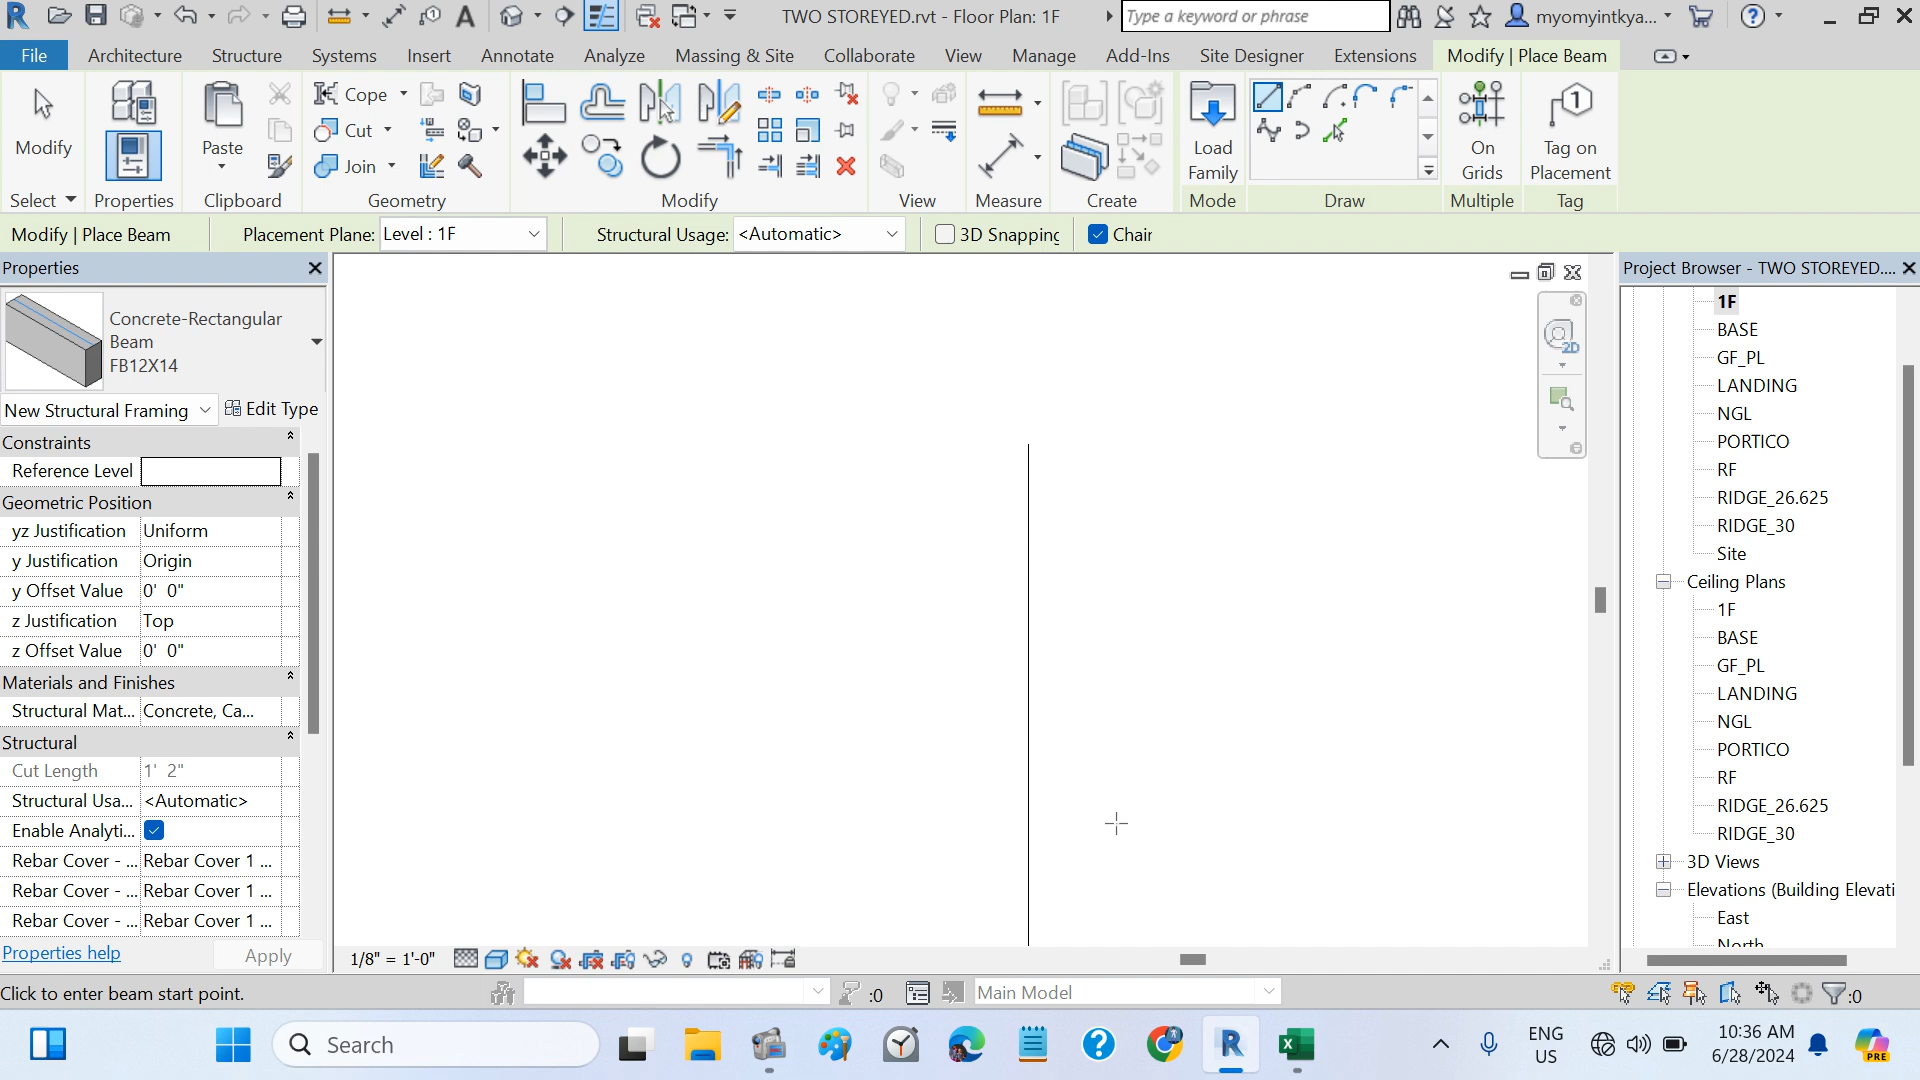 TWO STOREYED.rvt - Floor Plan: 1F
Type a keyword or phrase
myomyintkya...
File Architecture Structure Systems Insert Annotate Analyze Massing & Site Collaborate View Manage Add-Ins Site Designer Extensions Modify | Place Beam
Modify
Paste
Cope
Cut
Join
Load
Family
On
Grids
Tag on
Placement
Select Properties Clipboard Geometry Modify View Measure Create Mode Draw Multiple Tag
Modify | Place Beam Placement Plane: Level : 1F Structural Usage: <Automatic> 3D Snapping Chair
Properties
Concrete-Rectangular
Beam
FB12X14
New Structural Framing Edit Type
Constraints
Reference Level
Geometric Position
yz Justification Uniform
y Justification Origin
y Offset Value 0' 0"
z Justification Top
z Offset Value 0' 0"
Materials and Finishes
Structural Mat... Concrete, Ca...
Structural
Cut Length 1' 2"
Structural Usa... <Automatic>
Enable Analyti...
Rebar Cover - ... Rebar Cover 1 ...
Rebar Cover - ... Rebar Cover 1 ...
Rebar Cover - ... Rebar Cover 1 ...
Properties help Apply
2D
1/8" = 1'-0"
Project Browser - TWO STOREYED....
1F
BASE
GF_PL
LANDING
NGL
PORTICO
RF
RIDGE_26.625
RIDGE_30
Site
Ceiling Plans
1F
BASE
GF_PL
LANDING
NGL
PORTICO
RF
RIDGE_26.625
RIDGE_30
3D Views
Elevations (Building Elevati
East
North
Click to enter beam start point.
:0
Main Model
:0
Search
ENG
US
10:36 AM
6/28/2024
PRE